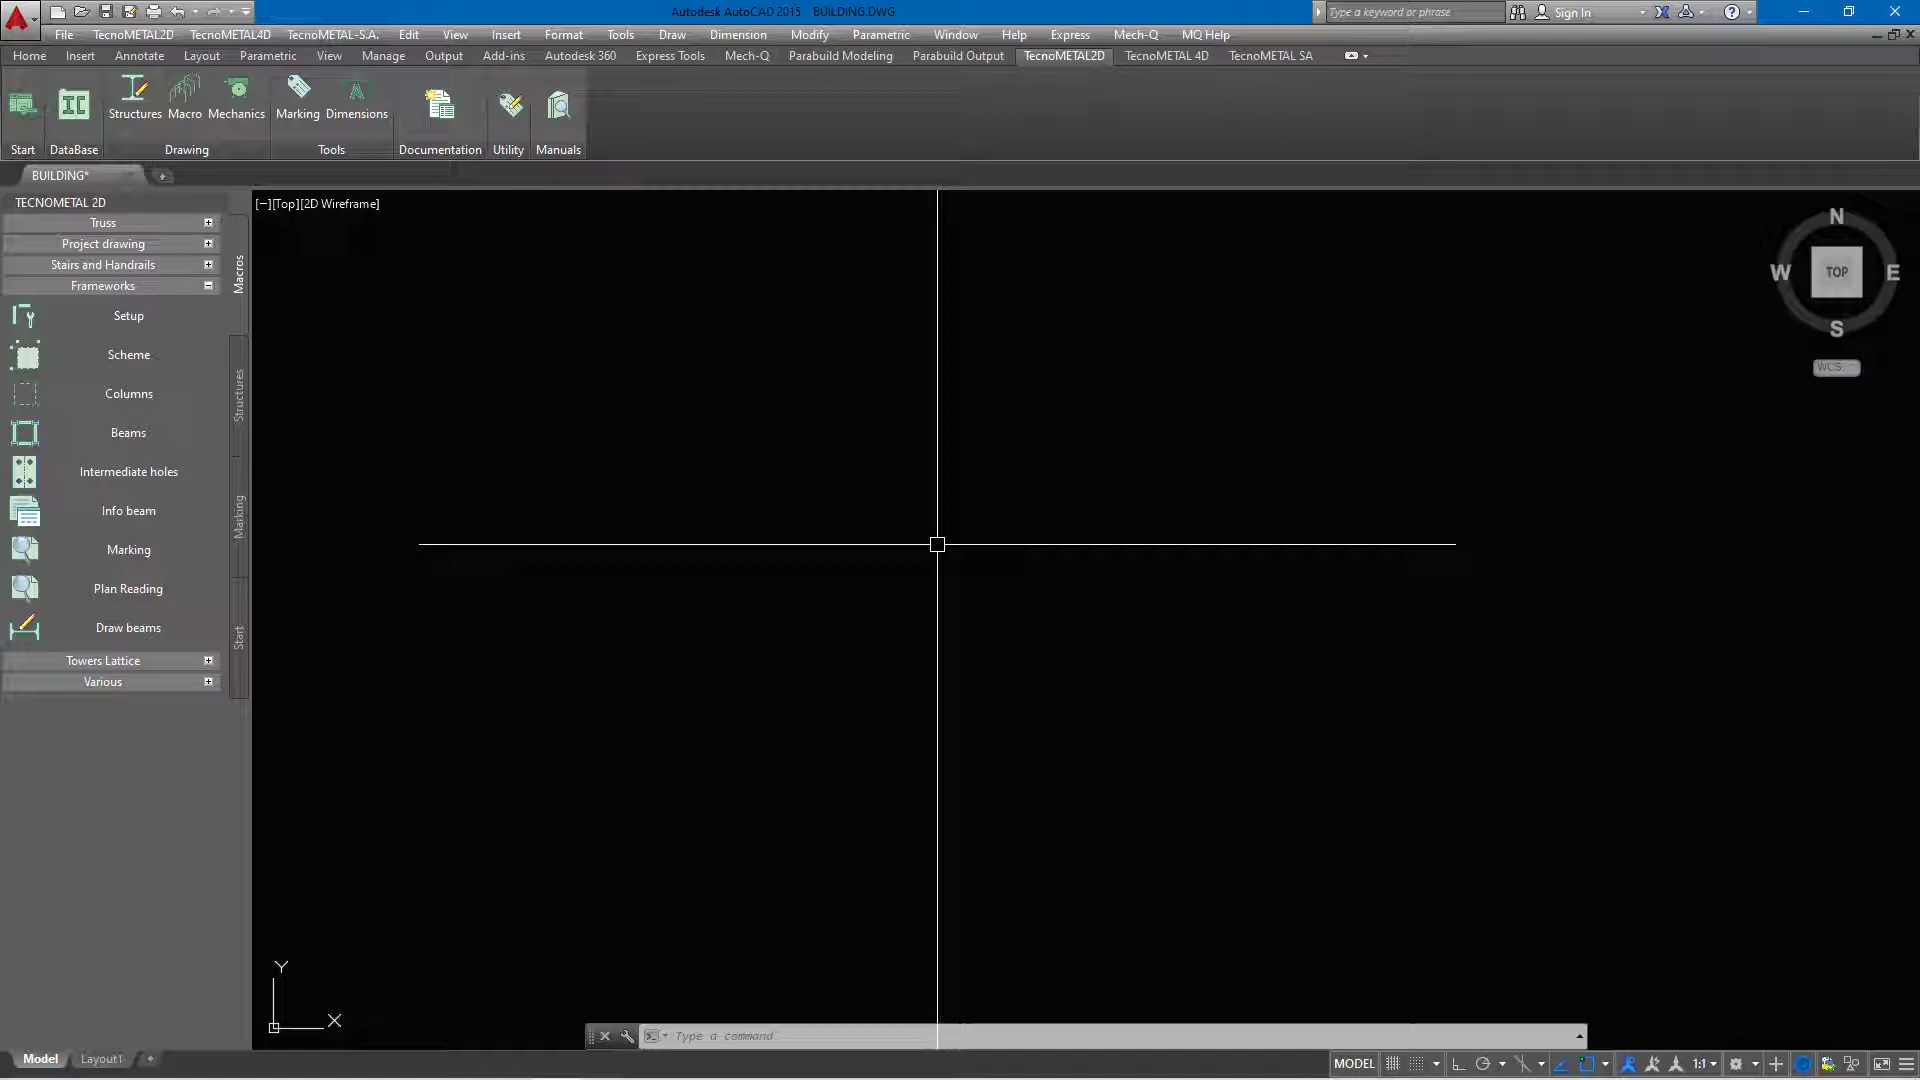 Autodesk AutoCAD 2015 BUILDING.DWG
Type a keyword or phrase
Sign In
File TecnoMETAL2D TecnoMETAL4D TecnoMETAL-S.A. Edit View Insert Format Tools Draw Dimension Modify Parametric Window Help Express Mech-Q MQ Help
Home Insert Annotate Layout Parametric View Manage Output Add-ins Autodesk 360 Express Tools Mech-Q Parabuild Modeling Parabuild Output TecnoMETAL2D TecnoMETAL 4D TecnoMETAL SA
Structures Macro Mechanics Marking Dimensions
Start DataBase Drawing Tools Documentation Utility Manuals
BUILDING*
TECNOMETAL 2D
[−][Top][2D Wireframe]
Truss
Project drawing
Stairs and Handrails
Frameworks
Setup
Scheme
Columns
Beams
Intermediate holes
Info beam
Marking
Plan Reading
Draw beams
Towers Lattice
Various
Macros
Structures
Marking
Start
N
W TOP E
S
WCS
Y
X
Type a command
Model Layout1
MODEL 1:1